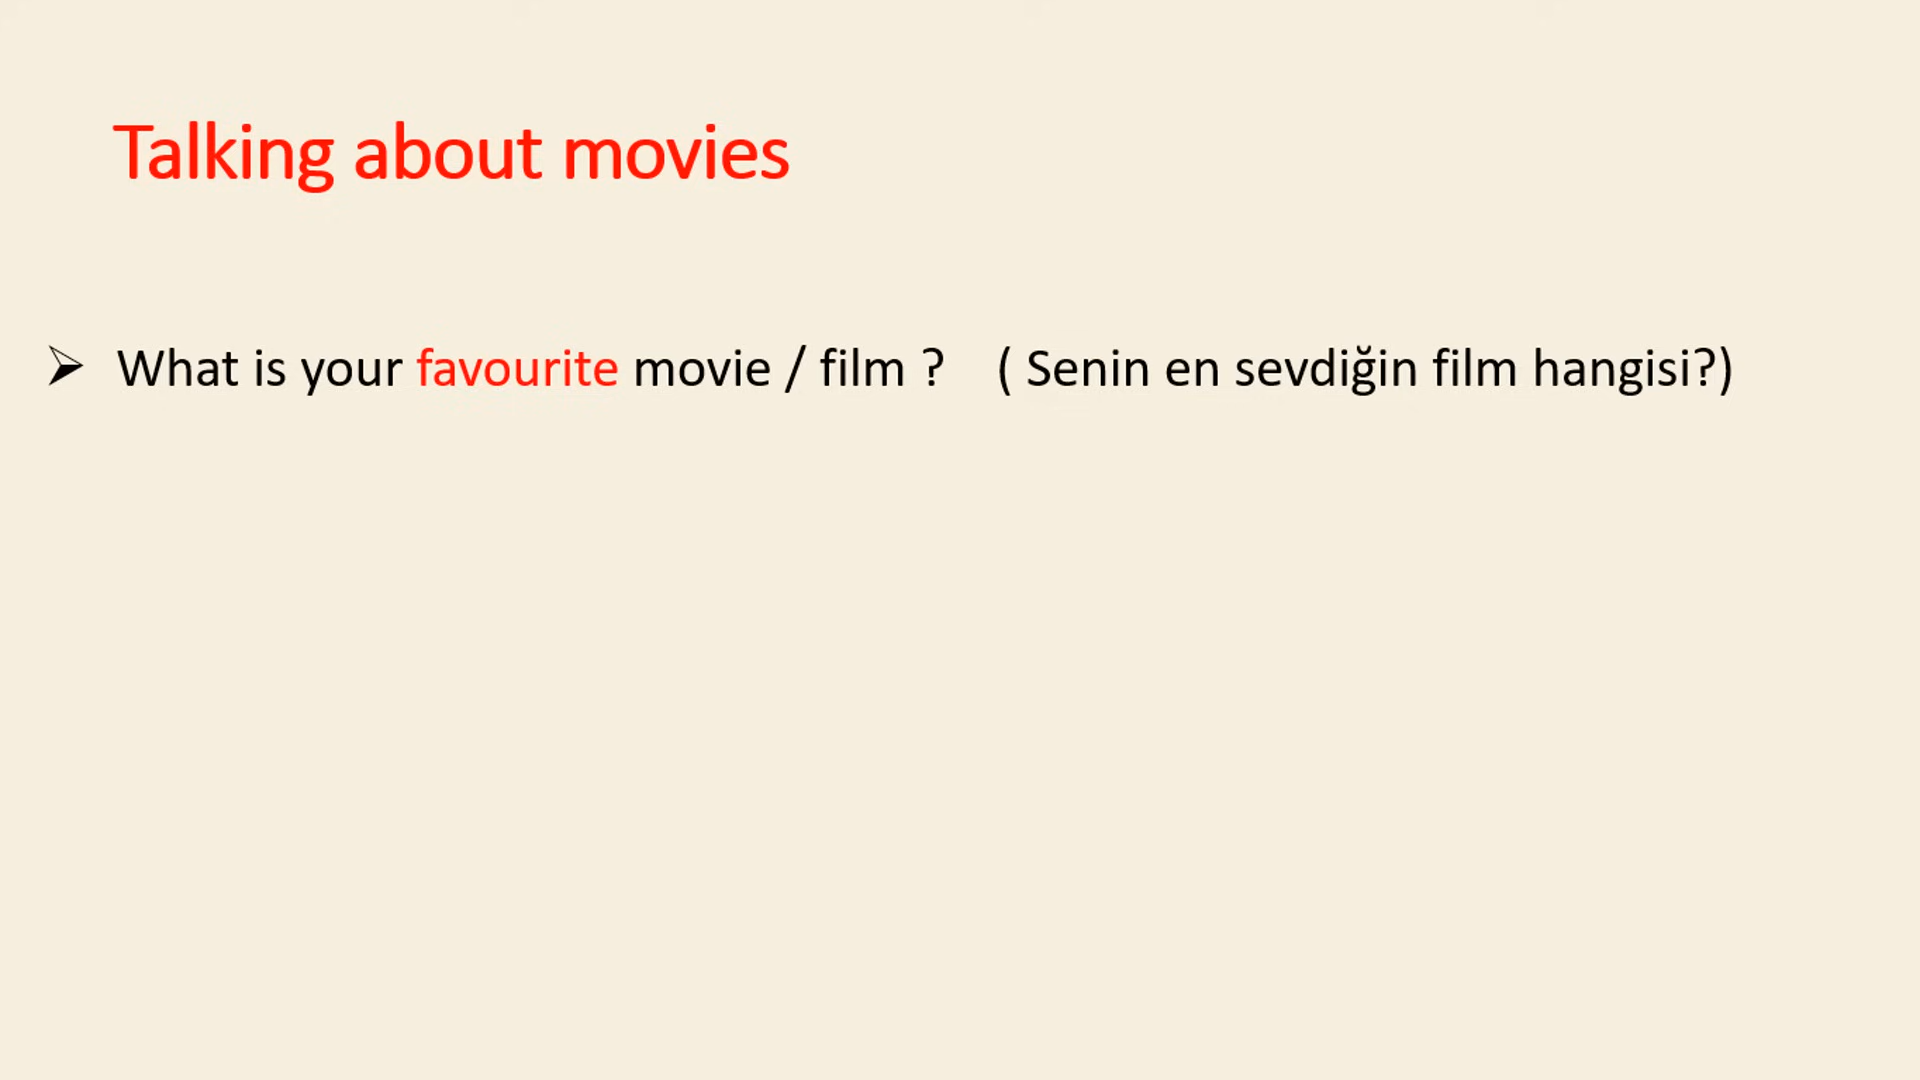 Talking about movies
➢ What is your favourite movie / film ? ( Senin en sevdiğin film hangisi?)